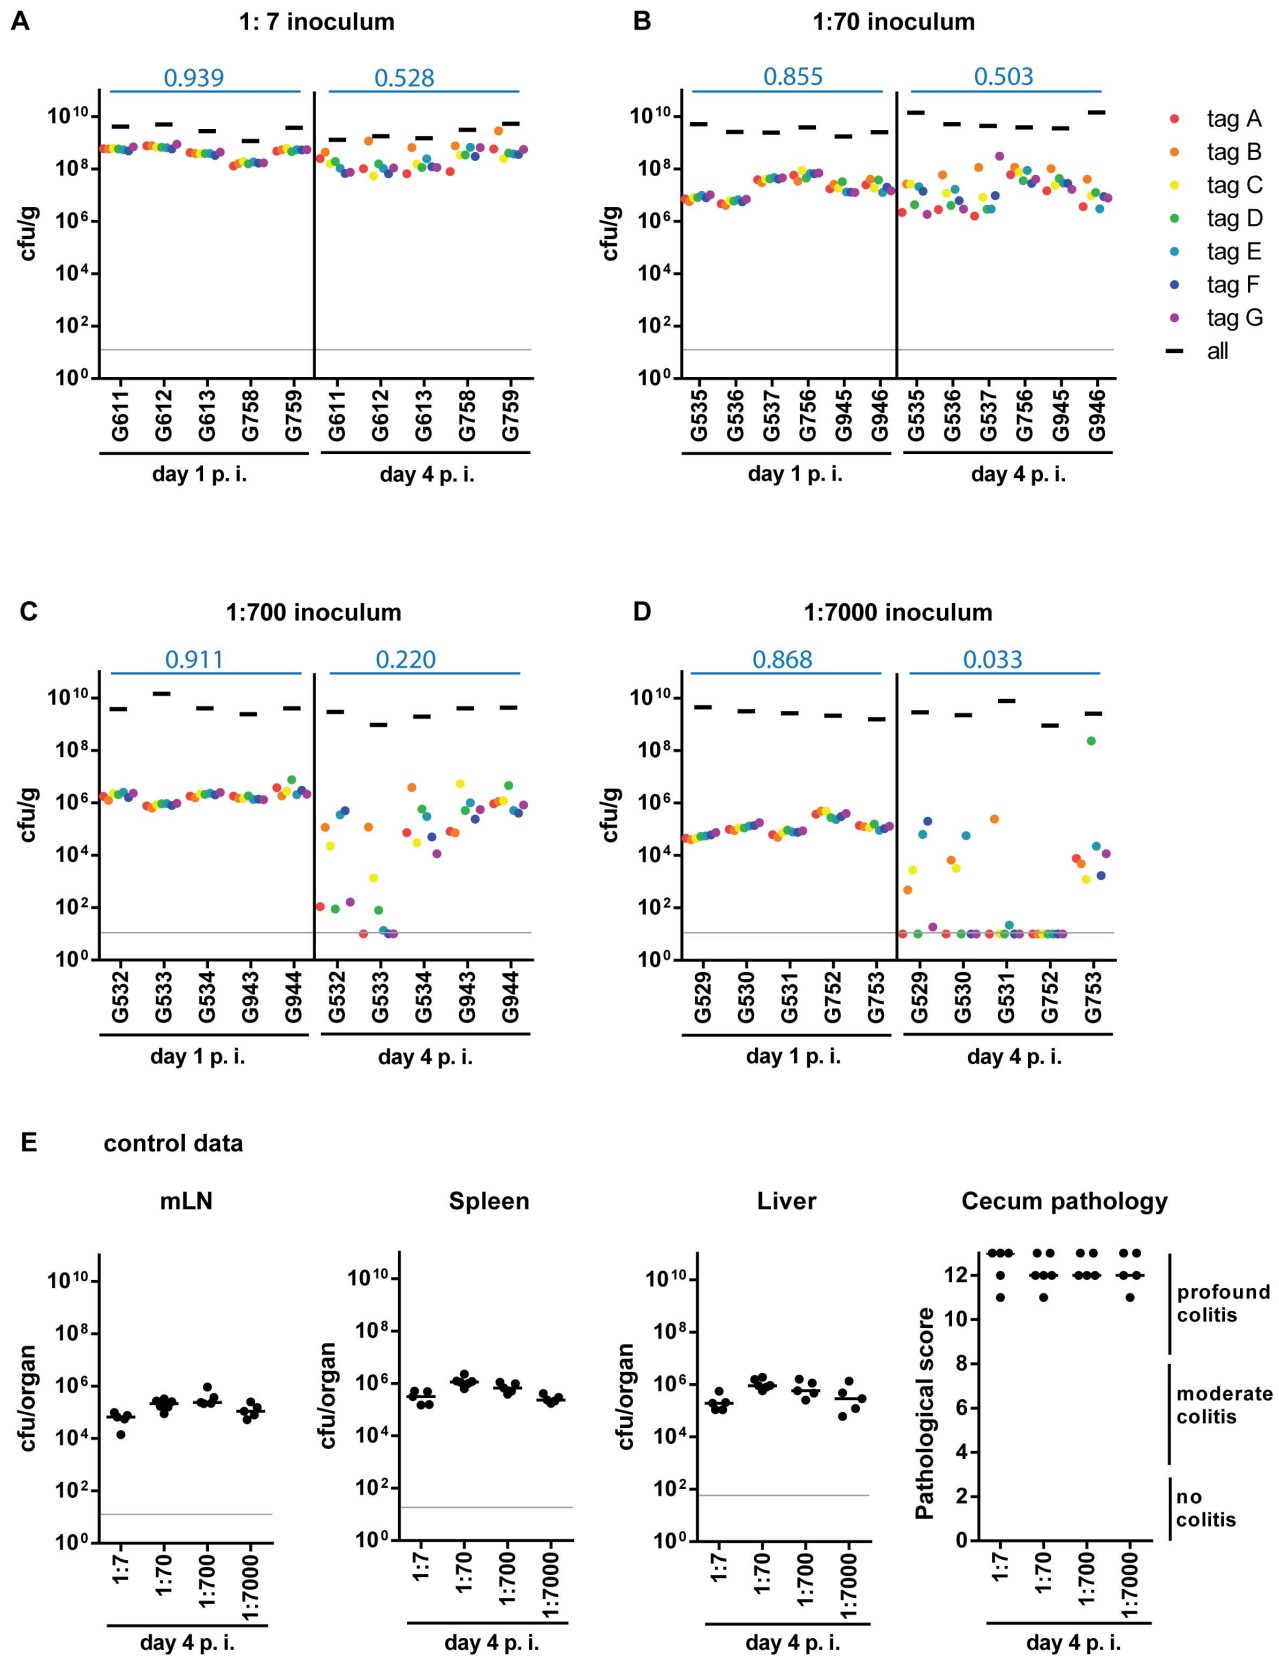 A
1: 7 inoculum
0.939
0.528
10^10
10^8
10^6
10^4
10^2
10^0
cfu/g
G611
G612
G613
G758
G759
G611
G612
G613
G758
G759
day 1 p. i.
day 4 p. i.
B
1:70 inoculum
0.855
0.503
10^10
10^8
10^6
10^4
10^2
10^0
cfu/g
G535
G536
G537
G756
G945
G946
G535
G536
G537
G756
G945
G946
day 1 p. i.
day 4 p. i.
tag A
tag B
tag C
tag D
tag E
tag F
tag G
all
C
1:700 inoculum
0.911
0.220
10^10
10^8
10^6
10^4
10^2
10^0
cfu/g
G532
G533
G534
G943
G944
G532
G533
G534
G943
G944
day 1 p. i.
day 4 p. i.
D
1:7000 inoculum
0.868
0.033
10^10
10^8
10^6
10^4
10^2
10^0
cfu/g
G529
G530
G531
G752
G753
G529
G530
G531
G752
G753
day 1 p. i.
day 4 p. i.
E
control data
mLN
10^10
10^8
10^6
10^4
10^2
10^0
cfu/organ
1:7
1:70
1:700
1:7000
day 4 p. i.
Spleen
10^10
10^8
10^6
10^4
10^2
10^0
cfu/organ
1:7
1:70
1:700
1:7000
day 4 p. i.
Liver
10^10
10^8
10^6
10^4
10^2
10^0
cfu/organ
1:7
1:70
1:700
1:7000
day 4 p. i.
Cecum pathology
12
10
8
6
4
2
0
Pathological score
1:7
1:70
1:700
1:7000
day 4 p. i.
profound
colitis
moderate
colitis
no
colitis